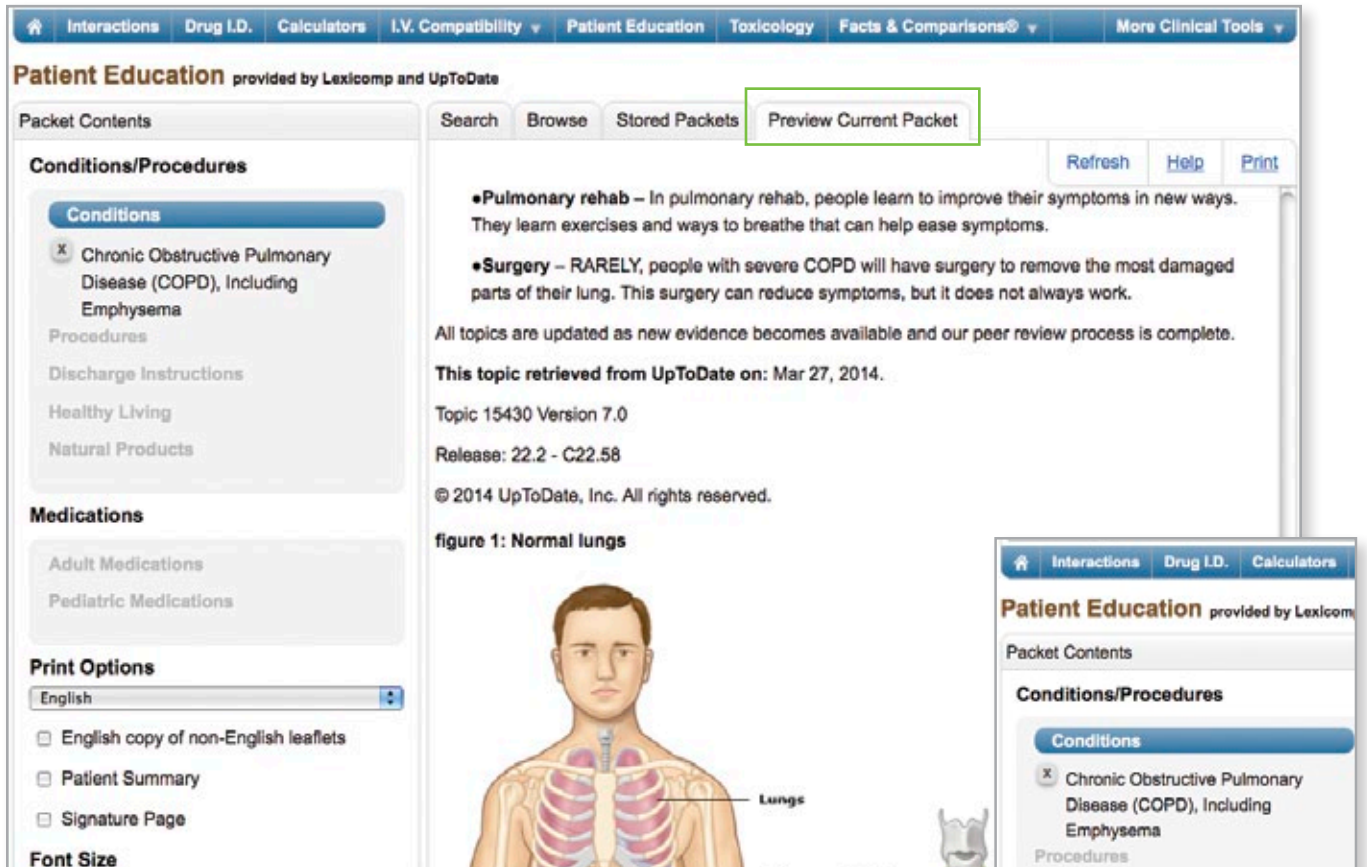 Interactions Drug I.D. Calculators I.V. Compatibility Patient Education Toxicology Facts & Comparisons® More Clinical Tools
Patient Education provided by Lexicomp and UpToDate
Packet Contents
Conditions/Procedures
Conditions
x Chronic Obstructive Pulmonary
Disease (COPD), Including
Emphysema
Procedures
Discharge Instructions
Healthy Living
Natural Products
Medications
Adult Medications
Pediatric Medications
Print Options
English
English copy of non-English leaflets
Patient Summary
Signature Page
Font Size
Search Browse Stored Packets Preview Current Packet
Refresh Help Print
•Pulmonary rehab – In pulmonary rehab, people learn to improve their symptoms in new ways.
They learn exercises and ways to breathe that can help ease symptoms.
•Surgery – RARELY, people with severe COPD will have surgery to remove the most damaged
parts of their lung. This surgery can reduce symptoms, but it does not always work.
All topics are updated as new evidence becomes available and our peer review process is complete.
This topic retrieved from UpToDate on: Mar 27, 2014.
Topic 15430 Version 7.0
Release: 22.2 - C22.58
© 2014 UpToDate, Inc. All rights reserved.
figure 1: Normal lungs
Lungs
Interactions Drug I.D. Calculators
Patient Education provided by Lexicom
Packet Contents
Conditions/Procedures
Conditions
x Chronic Obstructive Pulmonary
Disease (COPD), Including
Emphysema
Procedures